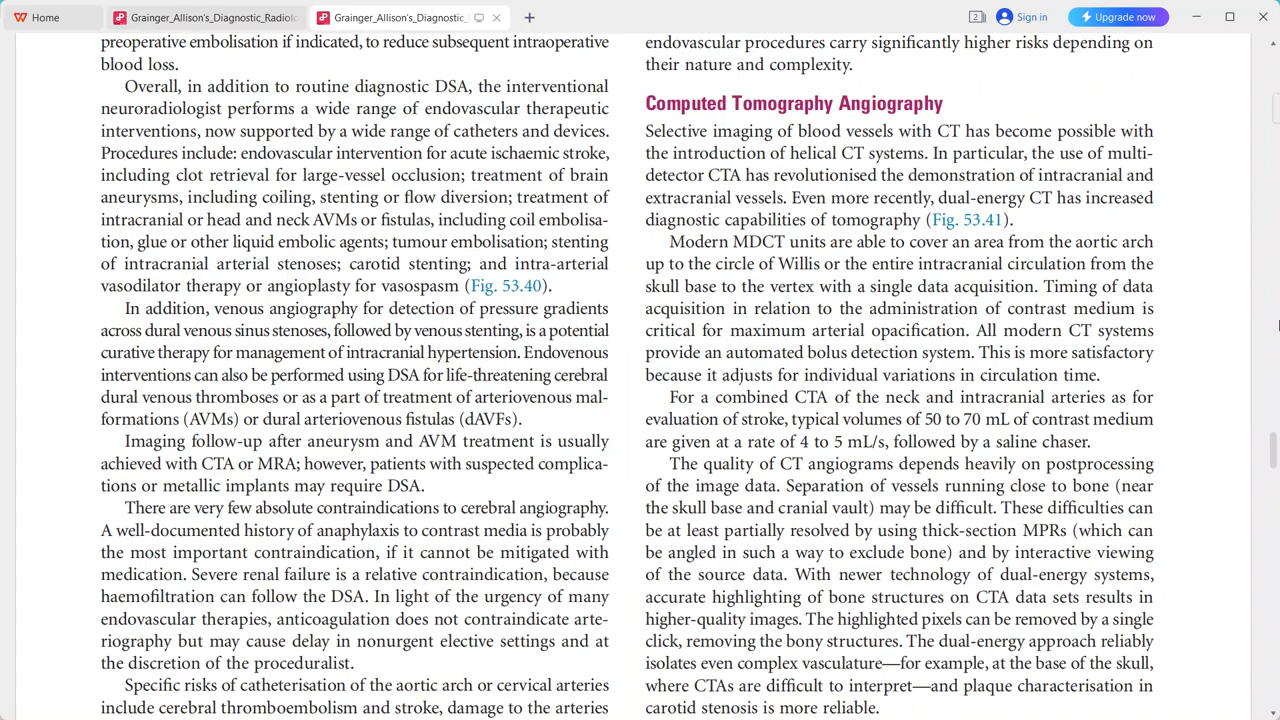 Home
Grainger_Allison's_Diagnostic_Radiolo
Grainger_Allison's_Diagnostic_
2
Sign in
Upgrade now
preoperative embolisation if indicated, to reduce subsequent intraoperative
blood loss.
Overall, in addition to routine diagnostic DSA, the interventional
neuroradiologist performs a wide range of endovascular therapeutic
interventions, now supported by a wide range of catheters and devices.
Procedures include: endovascular intervention for acute ischaemic stroke,
including clot retrieval for large-vessel occlusion; treatment of brain
aneurysms, including coiling, stenting or flow diversion; treatment of
intracranial or head and neck AVMs or fistulas, including coil embolisa-
tion, glue or other liquid embolic agents; tumour embolisation; stenting
of intracranial arterial stenoses; carotid stenting; and intra-arterial
vasodilator therapy or angioplasty for vasospasm (Fig. 53.40).
In addition, venous angiography for detection of pressure gradients
across dural venous sinus stenoses, followed by venous stenting, is a potential
curative therapy for management of intracranial hypertension. Endovenous
interventions can also be performed using DSA for life-threatening cerebral
dural venous thromboses or as a part of treatment of arteriovenous mal-
formations (AVMs) or dural arteriovenous fistulas (dAVFs).
Imaging follow-up after aneurysm and AVM treatment is usually
achieved with CTA or MRA; however, patients with suspected complica-
tions or metallic implants may require DSA.
There are very few absolute contraindications to cerebral angiography.
A well-documented history of anaphylaxis to contrast media is probably
the most important contraindication, if it cannot be mitigated with
medication. Severe renal failure is a relative contraindication, because
haemofiltration can follow the DSA. In light of the urgency of many
endovascular therapies, anticoagulation does not contraindicate arte-
riography but may cause delay in nonurgent elective settings and at
the discretion of the proceduralist.
Specific risks of catheterisation of the aortic arch or cervical arteries
include cerebral thromboembolism and stroke, damage to the arteries
endovascular procedures carry significantly higher risks depending on
their nature and complexity.
Computed Tomography Angiography
Selective imaging of blood vessels with CT has become possible with
the introduction of helical CT systems. In particular, the use of multi-
detector CTA has revolutionised the demonstration of intracranial and
extracranial vessels. Even more recently, dual-energy CT has increased
diagnostic capabilities of tomography (Fig. 53.41).
Modern MDCT units are able to cover an area from the aortic arch
up to the circle of Willis or the entire intracranial circulation from the
skull base to the vertex with a single data acquisition. Timing of data
acquisition in relation to the administration of contrast medium is
critical for maximum arterial opacification. All modern CT systems
provide an automated bolus detection system. This is more satisfactory
because it adjusts for individual variations in circulation time.
For a combined CTA of the neck and intracranial arteries as for
evaluation of stroke, typical volumes of 50 to 70 mL of contrast medium
are given at a rate of 4 to 5 mL/s, followed by a saline chaser.
The quality of CT angiograms depends heavily on postprocessing
of the image data. Separation of vessels running close to bone (near
the skull base and cranial vault) may be difficult. These difficulties can
be at least partially resolved by using thick-section MPRs (which can
be angled in such a way to exclude bone) and by interactive viewing
of the source data. With newer technology of dual-energy systems,
accurate highlighting of bone structures on CTA data sets results in
higher-quality images. The highlighted pixels can be removed by a single
click, removing the bony structures. The dual-energy approach reliably
isolates even complex vasculature—for example, at the base of the skull,
where CTAs are difficult to interpret—and plaque characterisation in
carotid stenosis is more reliable.